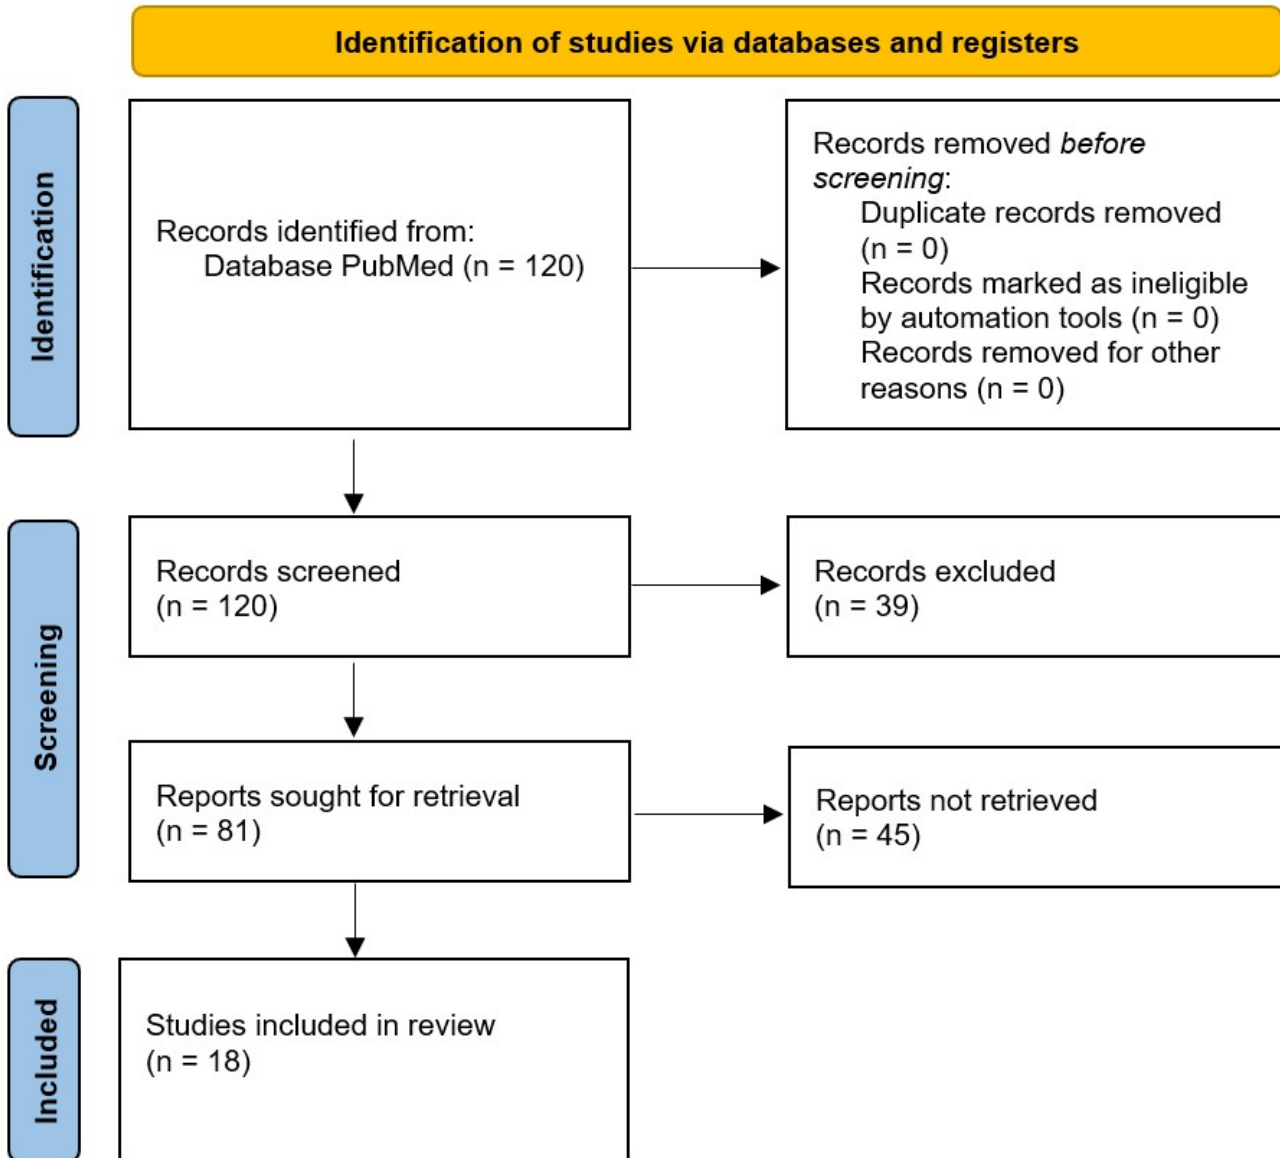 Identification of studies via databases and registers
Identification
Records identified from:
Database PubMed (n = 120)
Records removed before
screening:
Duplicate records removed
(n = 0)
Records marked as ineligible
by automation tools (n = 0)
Records removed for other
reasons (n = 0)
Screening
Records screened
(n = 120)
Records excluded
(n = 39)
Reports sought for retrieval
(n = 81)
Reports not retrieved
(n = 45)
Included
Studies included in review
(n = 18)